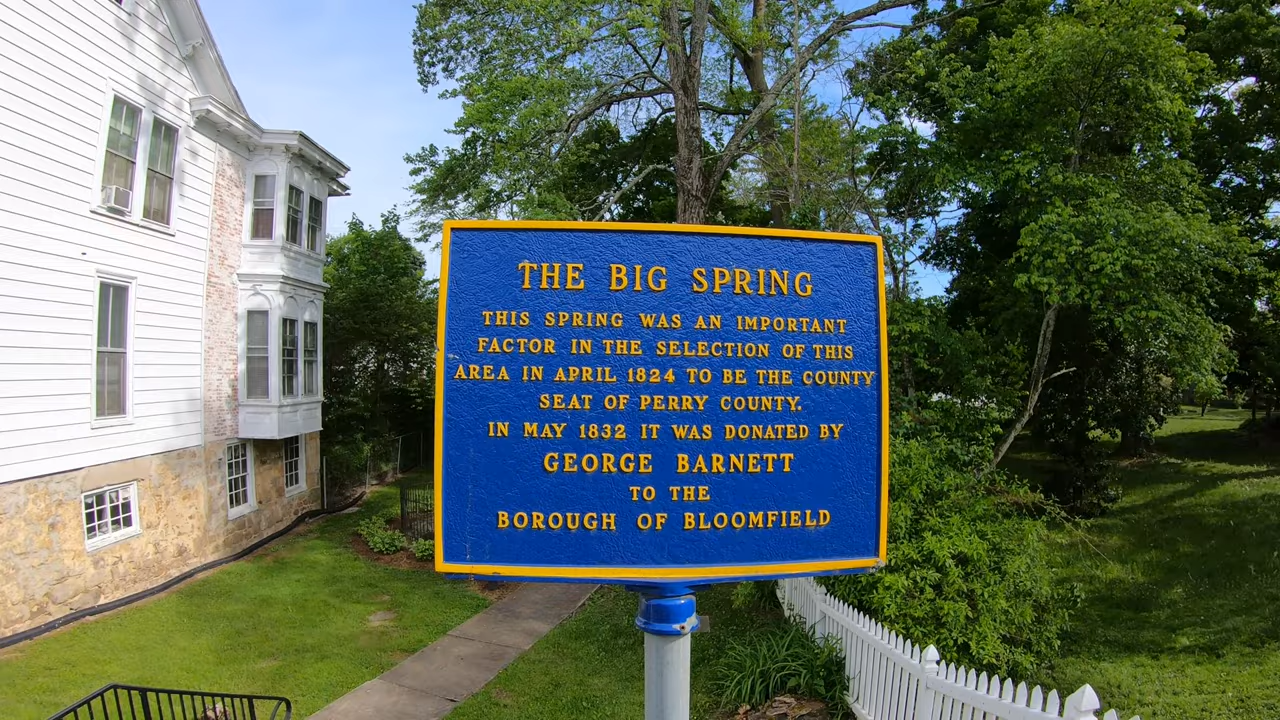 THE BIG SPRING
THIS SPRING WAS AN IMPORTANT
FACTOR IN THE SELECTION OF THIS
AREA IN APRIL 1824 TO BE THE COUNTY
SEAT OF PERRY COUNTY.
IN MAY 1832 IT WAS DONATED BY
GEORGE BARNETT
TO THE
BOROUGH OF BLOOMFIELD